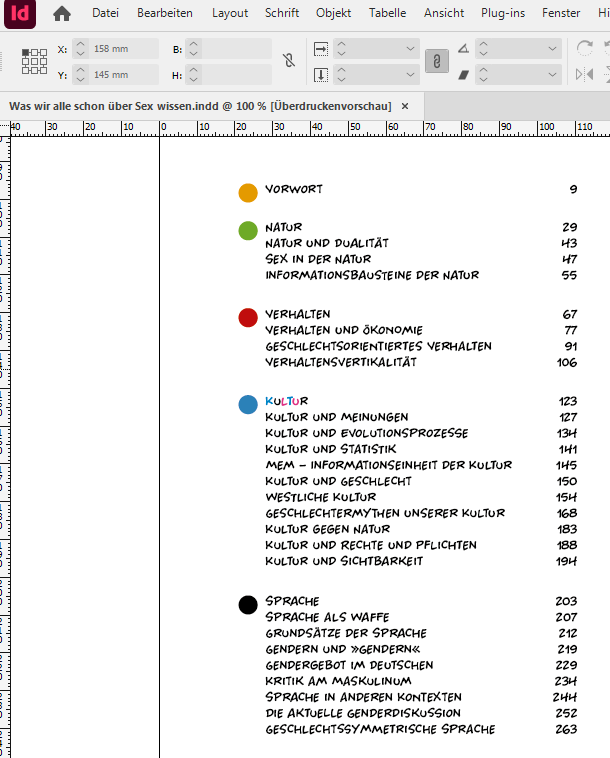 Id Datei Bearbeiten Layout Schrift Objekt Tabelle Ansicht Plug-ins Fenster Hi
X: 158 mm B:
Y: 145 mm H:
Was wir alle schon über Sex wissen.indd @ 100 % [Überdruckenvorschau] ×
40 30 20 10 0 10 20 30 40 50 60 70 80 90 100 110
VORWORT 9
NATUR 29
NATUR UND DUALITÄT 43
SEX IN DER NATUR 47
INFORMATIONSBAUSTEINE DER NATUR 55
VERHALTEN 67
VERHALTEN UND ÖKONOMIE 77
GESCHLECHTSORIENTIERTES VERHALTEN 91
VERHALTENSVERTIKALITÄT 106
KULTUR 123
KULTUR UND MEINUNGEN 127
KULTUR UND EVOLUTIONSPROZESSE 134
KULTUR UND STATISTIK 141
MEM – INFORMATIONSEINHEIT DER KULTUR 145
KULTUR UND GESCHLECHT 150
WESTLICHE KULTUR 154
GESCHLECHTERMYTHEN UNSERER KULTUR 168
KULTUR GEGEN NATUR 183
KULTUR UND RECHTE UND PFLICHTEN 188
KULTUR UND SICHTBARKEIT 194
SPRACHE 203
SPRACHE ALS WAFFE 207
GRUNDSÄTZE DER SPRACHE 212
GENDERN UND »GENDERN« 219
GENDERGEBOT IM DEUTSCHEN 229
KRITIK AM MASKULINUM 234
SPRACHE IN ANDEREN KONTEXTEN 244
DIE AKTUELLE GENDERDISKUSSION 252
GESCHLECHTSSYMMETRISCHE SPRACHE 263